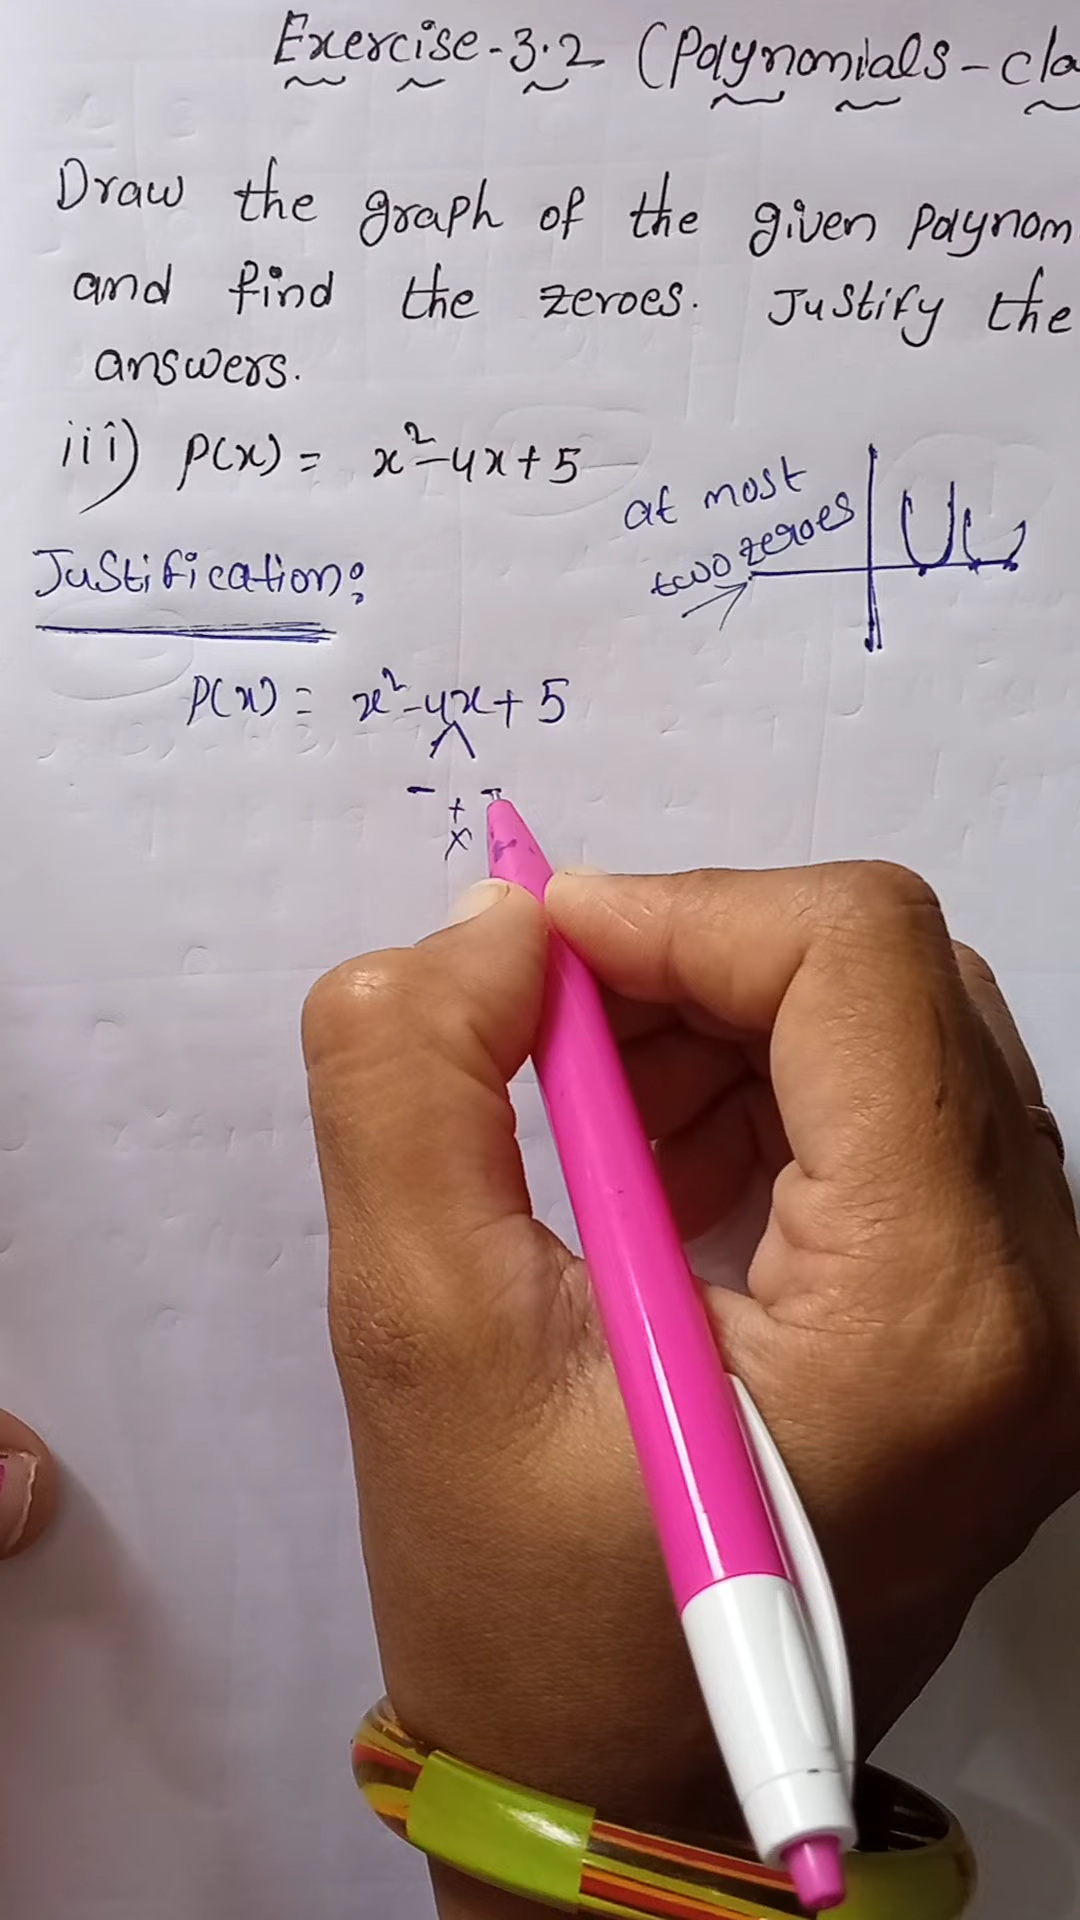 Exercise-3.2 (Polynomials-cla
Draw the graph of the given Polynom
and find the zeroes. Justify the
answers.
iii) P(x) = x²-4x+5
at most
two zeroes
Justification:
P(x) = x²-4x+5
- + -
x